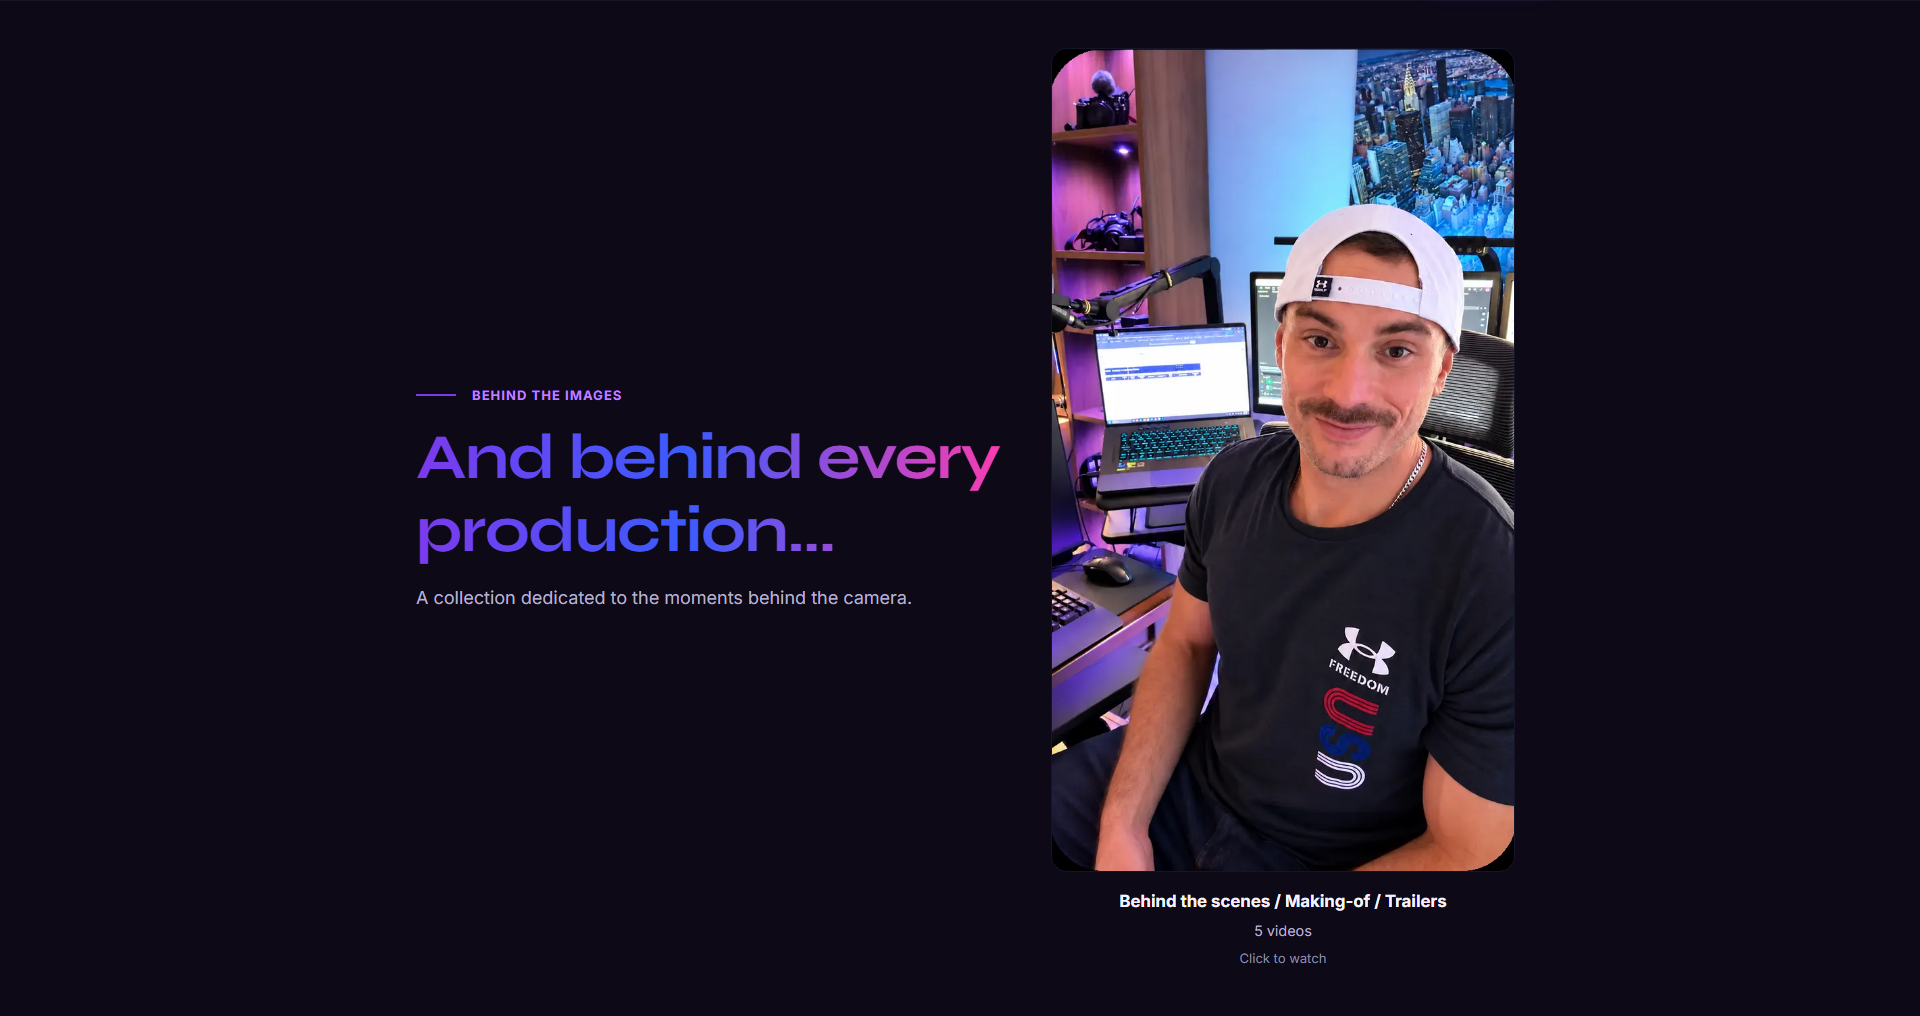 BEHIND THE IMAGES
And behind every
production...
A collection dedicated to the moments behind the camera.
FREEDOM
USS
Behind the scenes / Making-of / Trailers
5 videos
Click to watch